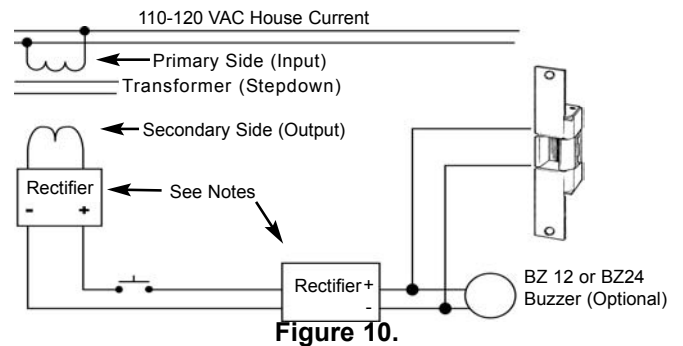 110-120 VAC House Current
Primary Side (Input)
Transformer (Stepdown)
Secondary Side (Output)
Rectifier
- +
See Notes
Rectifier +
-
BZ 12 or BZ24
Buzzer (Optional)
Figure 10.